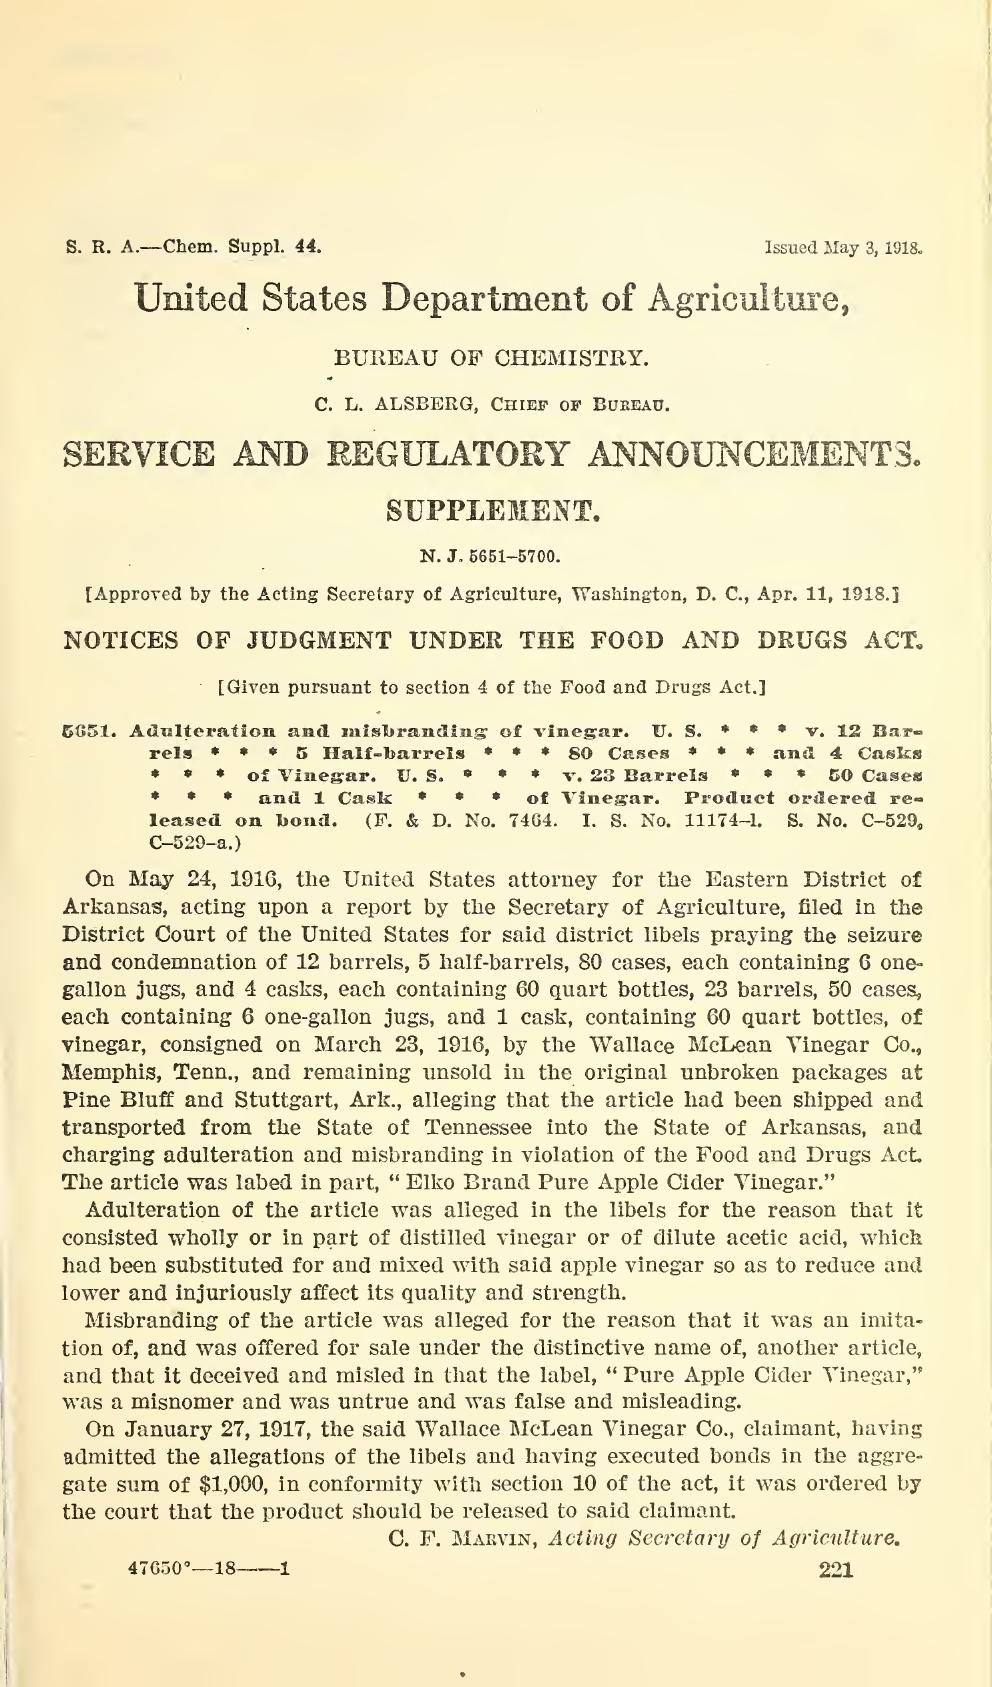 S. R. A.—Chem. Suppl. 44. Issued May 3, 1918.
United States Department of Agriculture,
BUREAU OF CHEMISTRY.
C. L. ALSBERG, CHIEF OF BUREAU.
SERVICE AND REGULATORY ANNOUNCEMENTS.
SUPPLEMENT.
N. J. 5651–5700.
[Approved by the Acting Secretary of Agriculture, Washington, D. C., Apr. 11, 1918.]
NOTICES OF JUDGMENT UNDER THE FOOD AND DRUGS ACT.
[Given pursuant to section 4 of the Food and Drugs Act.]
5651. Adulteration and misbranding of vinegar. U. S. * * * v. 12 Bar-
rels * * * 5 Half-barrels * * * 80 Cases * * * and 4 Casks
* * * of Vinegar. U. S. * * * v. 23 Barrels * * * 50 Cases
* * * and 1 Cask * * * of Vinegar. Product ordered re-
leased on bond. (F. & D. No. 7464. I. S. No. 11174–l. S. No. C–529,
C–529–a.)
On May 24, 1916, the United States attorney for the Eastern District of
Arkansas, acting upon a report by the Secretary of Agriculture, filed in the
District Court of the United States for said district libels praying the seizure
and condemnation of 12 barrels, 5 half-barrels, 80 cases, each containing 6 one-
gallon jugs, and 4 casks, each containing 60 quart bottles, 23 barrels, 50 cases,
each containing 6 one-gallon jugs, and 1 cask, containing 60 quart bottles, of
vinegar, consigned on March 23, 1916, by the Wallace McLean Vinegar Co.,
Memphis, Tenn., and remaining unsold in the original unbroken packages at
Pine Bluff and Stuttgart, Ark., alleging that the article had been shipped and
transported from the State of Tennessee into the State of Arkansas, and
charging adulteration and misbranding in violation of the Food and Drugs Act.
The article was labed in part, "Elko Brand Pure Apple Cider Vinegar."
Adulteration of the article was alleged in the libels for the reason that it
consisted wholly or in part of distilled vinegar or of dilute acetic acid, which
had been substituted for and mixed with said apple vinegar so as to reduce and
lower and injuriously affect its quality and strength.
Misbranding of the article was alleged for the reason that it was an imita-
tion of, and was offered for sale under the distinctive name of, another article,
and that it deceived and misled in that the label, "Pure Apple Cider Vinegar,"
was a misnomer and was untrue and was false and misleading.
On January 27, 1917, the said Wallace McLean Vinegar Co., claimant, having
admitted the allegations of the libels and having executed bonds in the aggre-
gate sum of $1,000, in conformity with section 10 of the act, it was ordered by
the court that the product should be released to said claimant.
C. F. MARVIN, Acting Secretary of Agriculture.
47650°—18——1 221